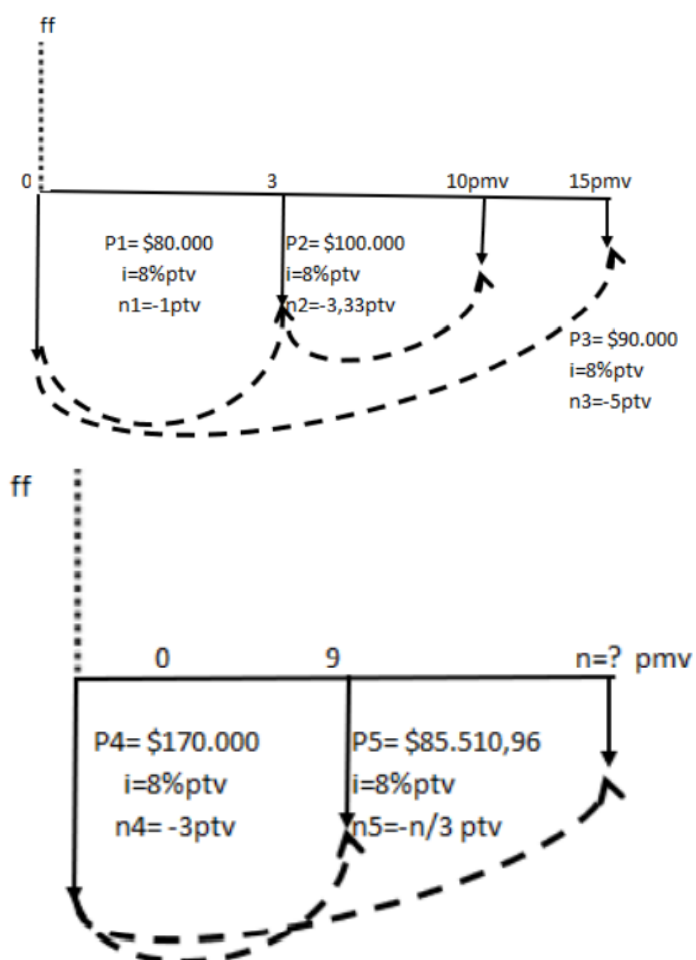 ff
0 3 10pmv 15pmv
P1= $80.000 P2= $100.000
i=8%ptv i=8%ptv
n1=-1ptv n2=-3,33ptv
P3= $90.000
i=8%ptv
n3=-5ptv
ff
0 9 n=? pmv
P4= $170.000 P5= $85.510,96
i=8%ptv i=8%ptv
n4= -3ptv n5=-n/3 ptv